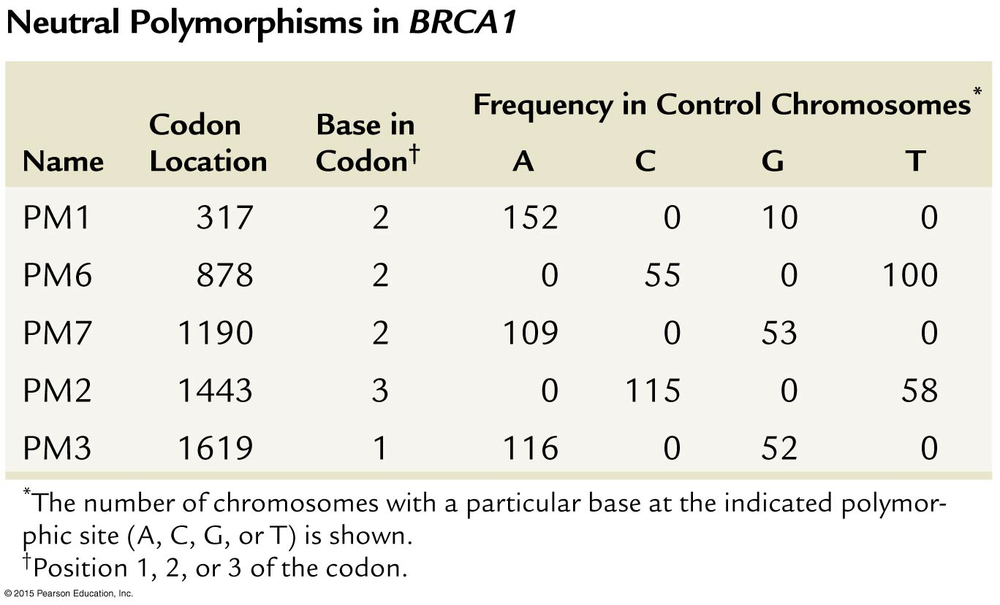 Neutral Polymorphisms in BRCA1
Frequency in Control Chromosomes*
Codon Base in
Name Location Codon† A C G T
PM1 317 2 152 0 10 0
PM6 878 2 0 55 0 100
PM7 1190 2 109 0 53 0
PM2 1443 3 0 115 0 58
PM3 1619 1 116 0 52 0
*The number of chromosomes with a particular base at the indicated polymor-
phic site (A, C, G, or T) is shown.
†Position 1, 2, or 3 of the codon.
© 2015 Pearson Education, Inc.